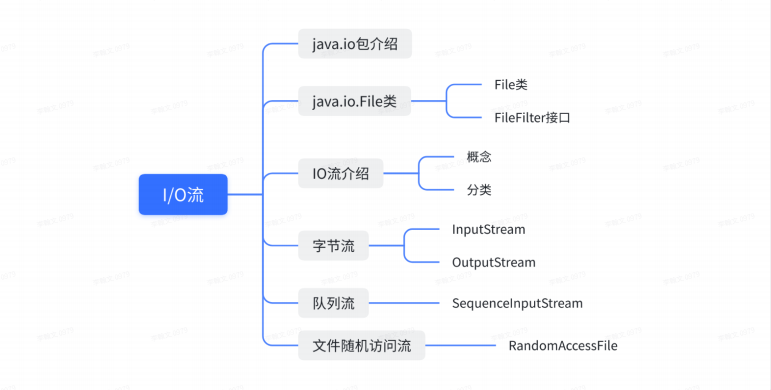 I/O流
java.io包介绍
java.io.File类
File类
FileFilter接口
IO流介绍
概念
分类
字节流
InputStream
OutputStream
队列流
SequenceInputStream
文件随机访问流
RandomAccessFile